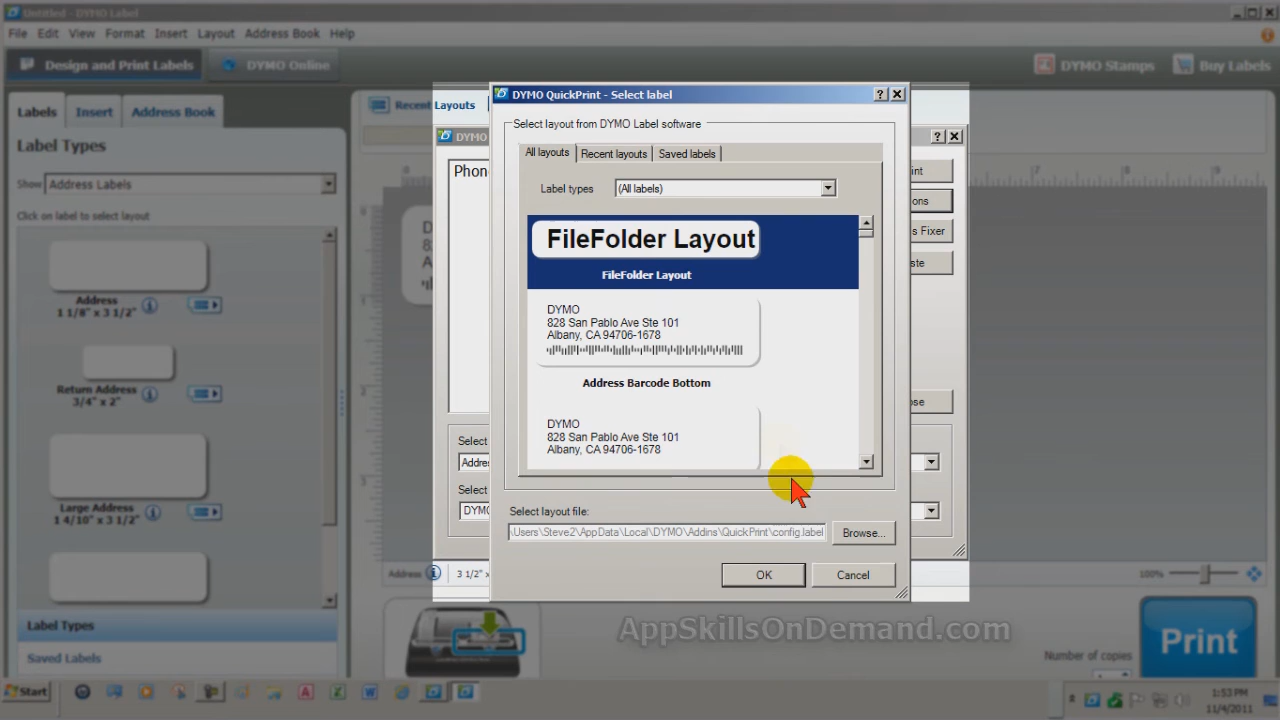 Untitled - DYMO Label
File Edit View Format Insert Layout Address Book Help
Design and Print Labels
DYMO Online
DYMO Stamps
Buy Labels
Labels
Insert
Address Book
Label Types
Show
Address Labels
Click on label to select layout
Address
1 1/8" x 3 1/2"
Return Address
3/4" x 2"
Large Address
1 4/10" x 3 1/2"
Label Types
Saved Labels
Recent Layouts
DYMO QuickPrint - Select label
Select layout from DYMO Label software
All layouts
Recent layouts
Saved labels
Label types
(All labels)
FileFolder Layout
FileFolder Layout
DYMO
828 San Pablo Ave Ste 101
Albany, CA 94706-1678
Address Barcode Bottom
DYMO
828 San Pablo Ave Ste 101
Albany, CA 94706-1678
Select layout file:
\Users\Steve2\AppData\Local\DYMO\Addins\QuickPrint\config.label
Browse...
OK
Cancel
DYMO
Phon
int
ons
s Fixer
ste
ose
Select
Addre
Select
DYMO
Address
3 1/2"
100%
AppSkillsOnDemand.com
Number of copies
Print
Start
1:53 PM
11/4/2011